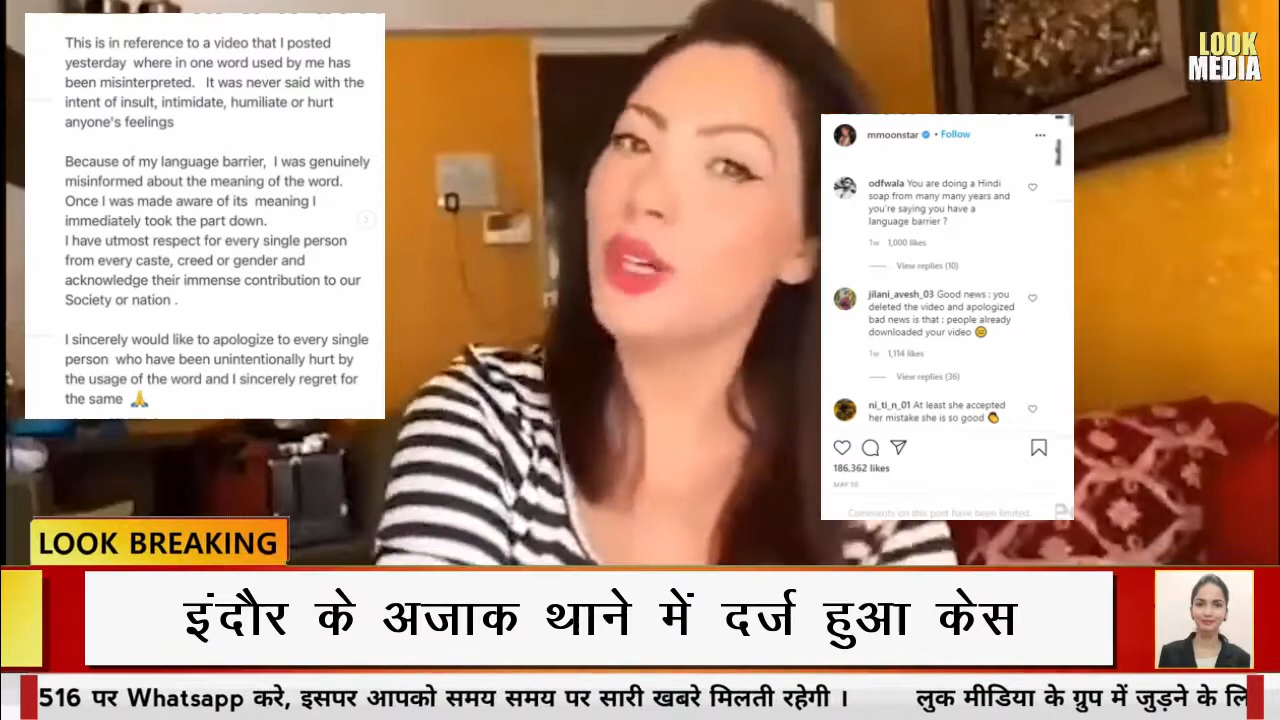 This is in reference to a video that I posted
yesterday where in one word used by me has
been misinterpreted. It was never said with the
intent of insult, intimidate, humiliate or hurt
anyone's feelings
Because of my language barrier, I was genuinely
misinformed about the meaning of the word.
Once I was made aware of its meaning I
immediately took the part down.
I have utmost respect for every single person
from every caste, creed or gender and
acknowledge their immense contribution to our
Society or nation .
I sincerely would like to apologize to every single
person who have been unintentionally hurt by
the usage of the word and I sincerely regret for
the same 🙏
LOOK
MEDIA
mmoonstar • Follow
odfwala You are doing a Hindi
soap from many many years and
you're saying you have a
language barrier ?
1w 1,000 likes
View replies (10)
jilani_avesh_03 Good news : you
deleted the video and apologized
bad news is that : people already
downloaded your video 😄
1w 1,114 likes
View replies (36)
ni_ti_n_01 At least she accepted
her mistake she is so good 👏
186,362 likes
MAY 10
Comments on this post have been limited.
LOOK BREAKING
इंदौर के अजाक थाने में दर्ज हुआ केस
516 पर Whatsapp करे, इसपर आपको समय समय पर सारी खबरे मिलती रहेगी । लुक मीडिया के ग्रुप में जुड़ने के लि